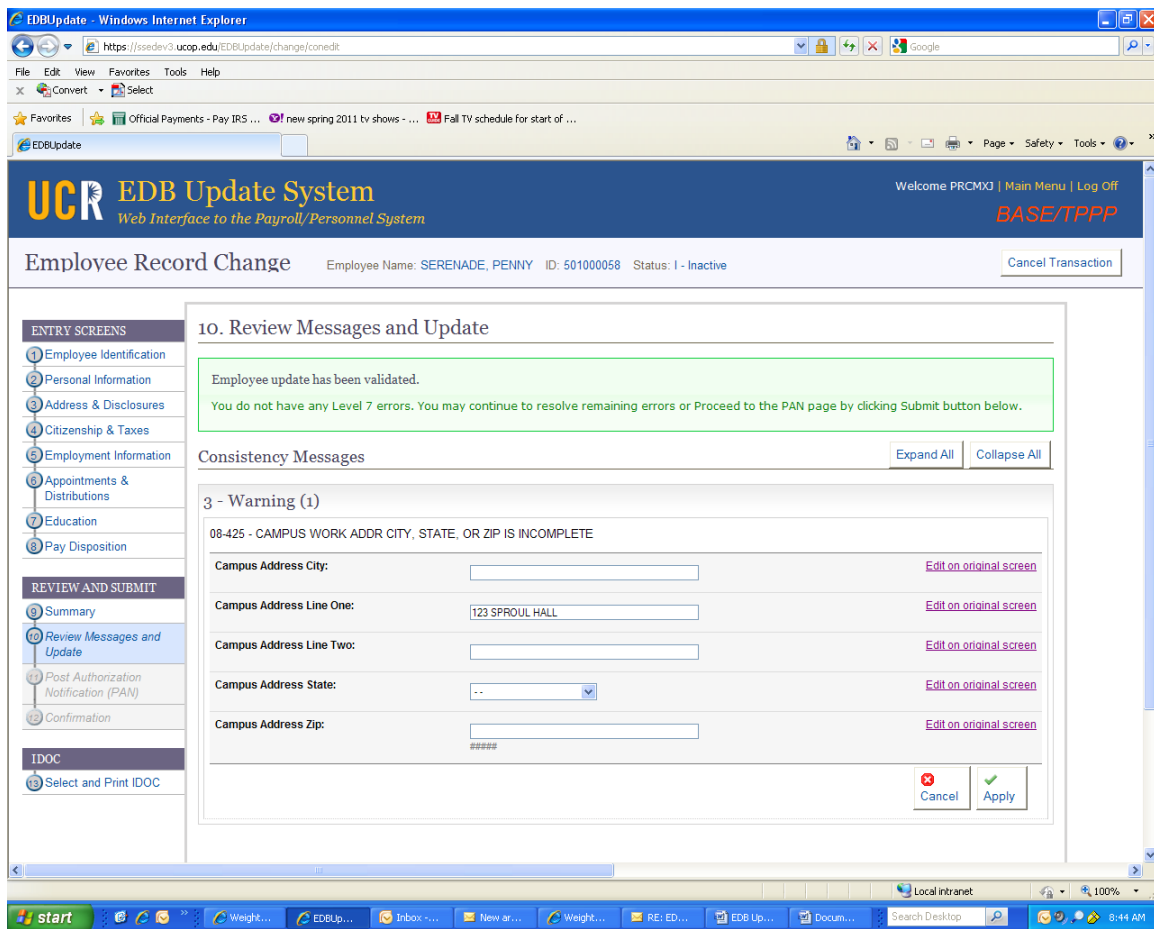 EDBUpdate - Windows Internet Explorer
https://ssedev3.ucop.edu/EDBUpdate/change/conedit
Google
File Edit View Favorites Tools Help
x Convert Select
Favorites Official Payments - Pay IRS ... new spring 2011 tv shows - ... Fall TV schedule for start of ...
EDBUpdate
Page Safety Tools
UCR EDB Update System
Web Interface to the Payroll/Personnel System
Welcome PRCMXJ | Main Menu | Log Off
BASE/TPPP
Employee Record Change
Employee Name: SERENADE, PENNY ID: 501000058 Status: I - Inactive
Cancel Transaction
ENTRY SCREENS
1 Employee Identification
2 Personal Information
3 Address & Disclosures
4 Citizenship & Taxes
5 Employment Information
6 Appointments &
Distributions
7 Education
8 Pay Disposition
REVIEW AND SUBMIT
9 Summary
10 Review Messages and
Update
11 Post Authorization
Notification (PAN)
12 Confirmation
IDOC
13 Select and Print IDOC
10. Review Messages and Update
Employee update has been validated.
You do not have any Level 7 errors. You may continue to resolve remaining errors or Proceed to the PAN page by clicking Submit button below.
Consistency Messages
Expand All Collapse All
3 - Warning (1)
08-425 - CAMPUS WORK ADDR CITY, STATE, OR ZIP IS INCOMPLETE
Campus Address City: Edit on original screen
Campus Address Line One: 123 SPROUL HALL Edit on original screen
Campus Address Line Two: Edit on original screen
Campus Address State: -- Edit on original screen
Campus Address Zip: Edit on original screen
#####
Cancel Apply
Local intranet 100%
start Weight... EDBUp... Inbox -... New ar... Weight... RE: ED... EDB Up... Docum... Search Desktop 8:44 AM